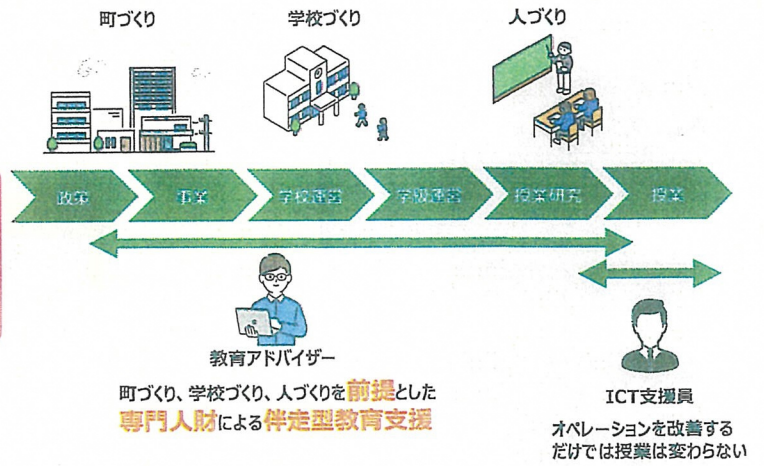 町づくり
学校づくり
人づくり
政策
事業
学校運営
学級運営
授業研究
授業
教育アドバイザー
町づくり、学校づくり、人づくりを前提とした
専門人財による伴走型教育支援
ICT支援員
オペレーションを改善する
だけでは授業は変わらない